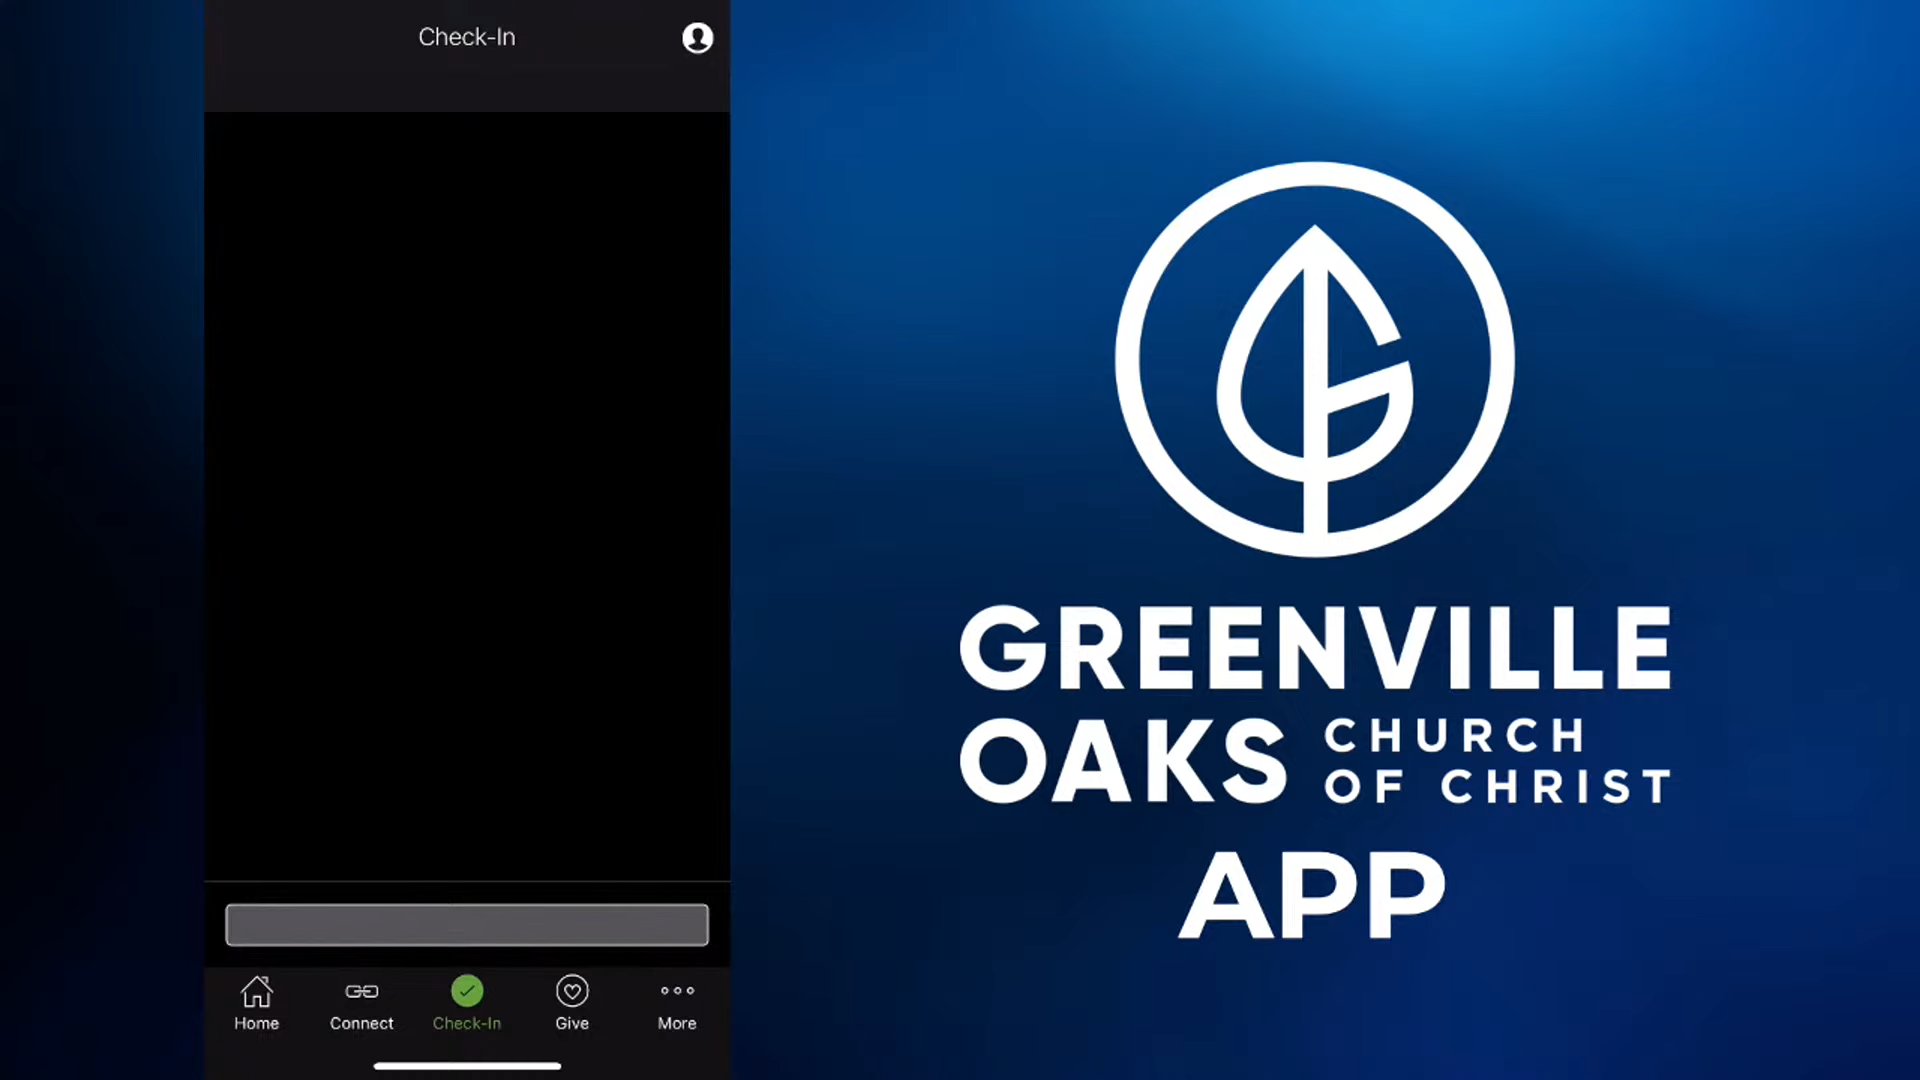 Check-In
Home
Connect
Check-In
Give
More
GREENVILLE
OAKS
CHURCH
OF CHRIST
APP